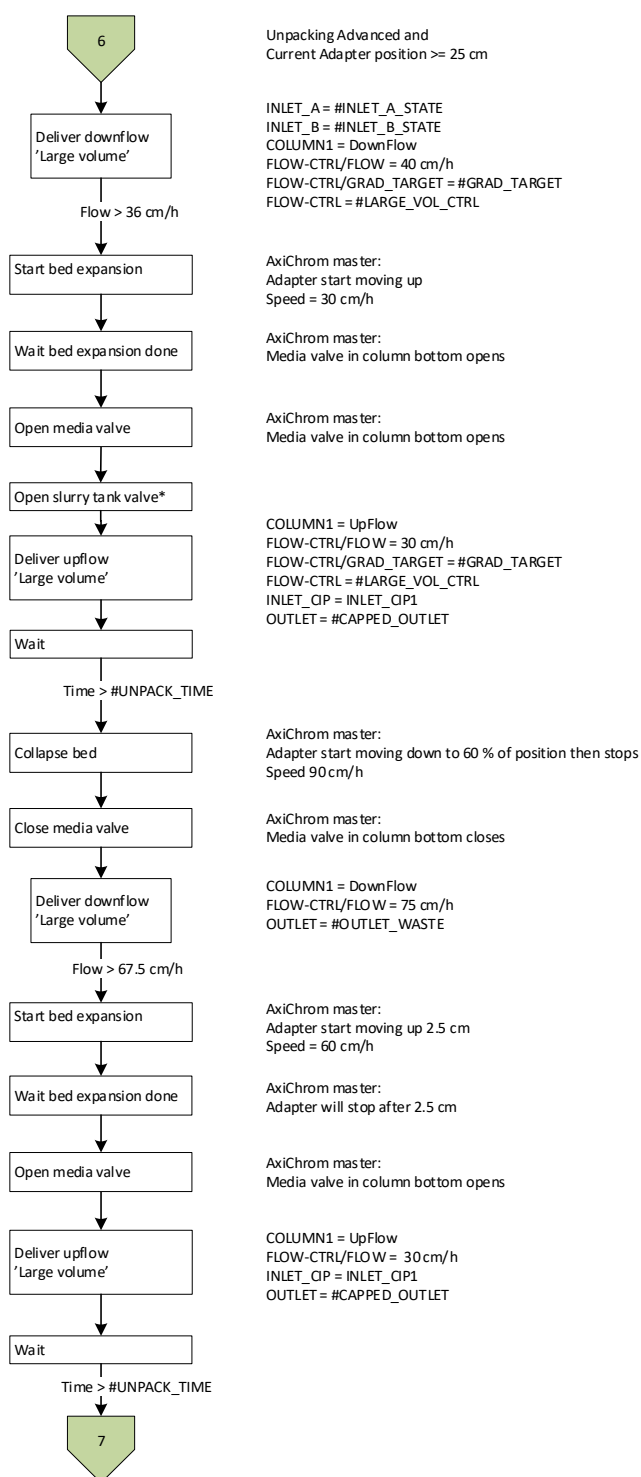 6
Unpacking Advanced and
Current Adapter position >= 25 cm
Deliver downflow
'Large volume’
INLET_A = #INLET_A_STATE
INLET_B = #INLET_B_STATE
COLUMN1 = DownFlow
FLOW-CTRL/FLOW = 40 cm/h
FLOW-CTRL/GRAD_TARGET = #GRAD_TARGET
FLOW-CTRL = #LARGE_VOL_CTRL
Flow > 36 cm/h
Start bed expansion
AxiChrom master:
Adapter start moving up
Speed = 30 cm/h
Wait bed expansion done
AxiChrom master:
Media valve in column bottom opens
Open media valve
AxiChrom master:
Media valve in column bottom opens
Open slurry tank valve*
Deliver upflow
'Large volume’
COLUMN1 = UpFlow
FLOW-CTRL/FLOW = 30 cm/h
FLOW-CTRL/GRAD_TARGET = #GRAD_TARGET
FLOW-CTRL = #LARGE_VOL_CTRL
INLET_CIP = INLET_CIP1
OUTLET = #CAPPED_OUTLET
Wait
Time > #UNPACK_TIME
Collapse bed
AxiChrom master:
Adapter start moving down to 60 % of position then stops
Speed 90 cm/h
Close media valve
AxiChrom master:
Media valve in column bottom closes
Deliver downflow
'Large volume’
COLUMN1 = DownFlow
FLOW-CTRL/FLOW = 75 cm/h
OUTLET = #OUTLET_WASTE
Flow > 67.5 cm/h
Start bed expansion
AxiChrom master:
Adapter start moving up 2.5 cm
Speed = 60 cm/h
Wait bed expansion done
AxiChrom master:
Adapter will stop after 2.5 cm
Open media valve
AxiChrom master:
Media valve in column bottom opens
Deliver upflow
'Large volume’
COLUMN1 = UpFlow
FLOW-CTRL/FLOW = 30 cm/h
INLET_CIP = INLET_CIP1
OUTLET = #CAPPED_OUTLET
Wait
Time > #UNPACK_TIME
7